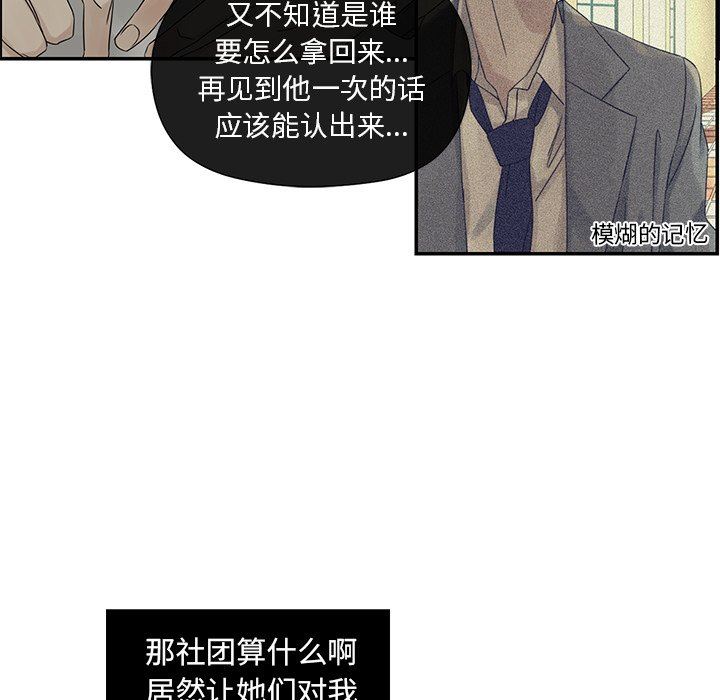 又不知道是谁
要怎么拿回来...
再见到他一次的话
应该能认出来...
模煳的记忆
那社团算什么啊
居然让她们对我